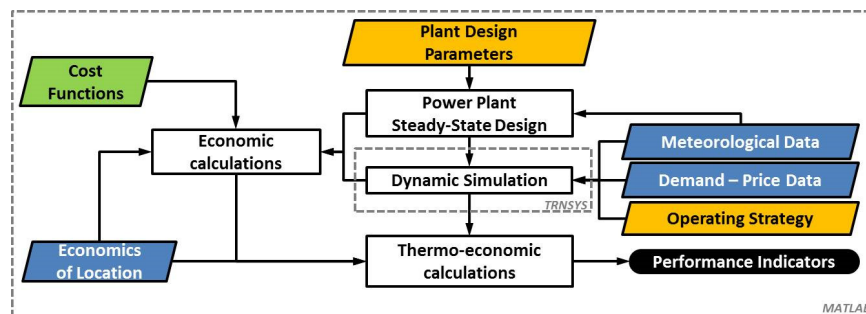 Plant Design
Parameters
Cost
Functions
Power Plant
Steady-State Design
Economic
calculations
Meteorological Data
Dynamic Simulation
Demand – Price Data
TRNSYS
Operating Strategy
Economics
of Location
Thermo-economic
calculations
Performance Indicators
MATLAB